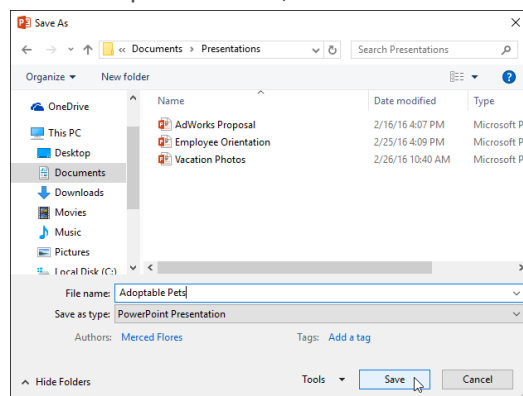 Save As
« Documents › Presentations
Search Presentations
Organize
New folder
Name Date modified Type
OneDrive
This PC
Desktop
Documents
Downloads
Movies
Music
Pictures
Local Disk (C:)
AdWorks Proposal 2/16/16 4:07 PM Microsoft P
Employee Orientation 2/25/16 4:09 PM Microsoft P
Vacation Photos 2/26/16 10:40 AM Microsoft P
File name: Adoptable Pets
Save as type: PowerPoint Presentation
Authors: Merced Flores Tags: Add a tag
Hide Folders Tools Save Cancel